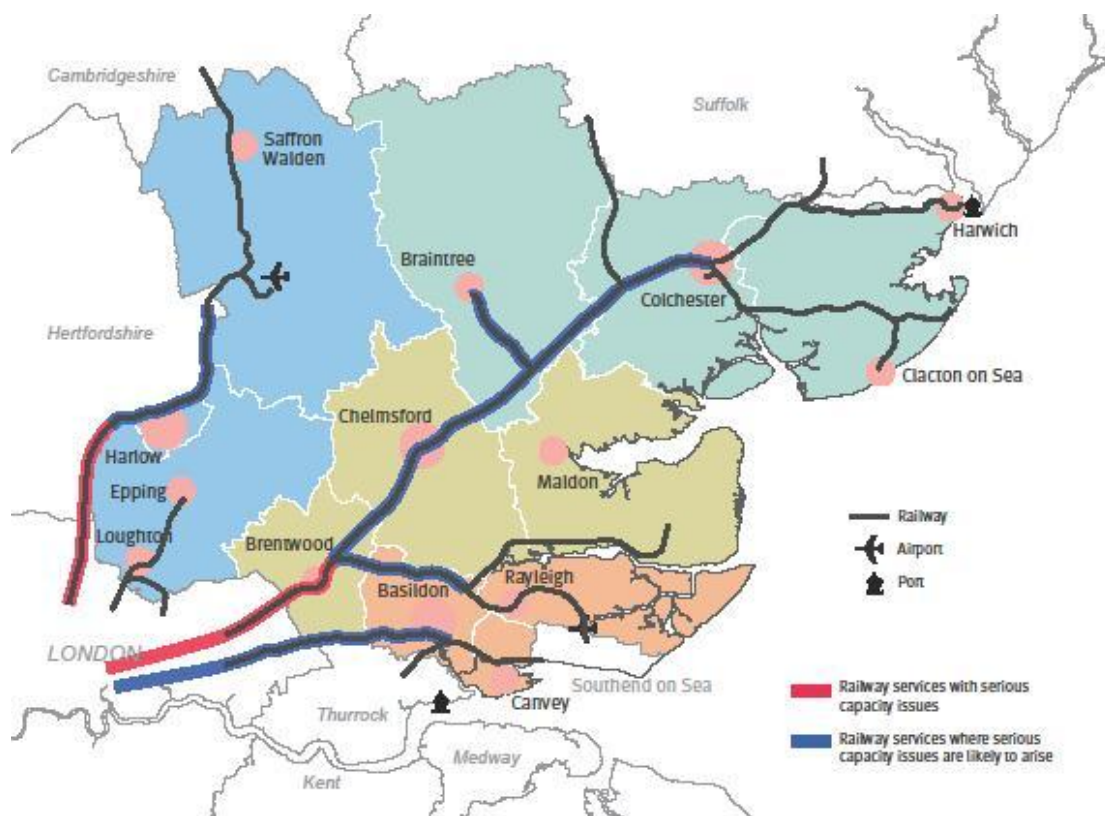 Cambridgeshire
Suffolk
Saffron
Walden
Harwich
Braintree
Colchester
Hertfordshire
Clacton on Sea
Chelmsford
Harlow
Maldon
Epping
Railway
Loughton
Brentwood
Airport
Rayleigh
Basildon
Port
LONDON
Southend on Sea
Railway services with serious
capacity issues
Canvey
Thurrock
Railway services where serious
capacity issues are likely to arise
Medway
Kent